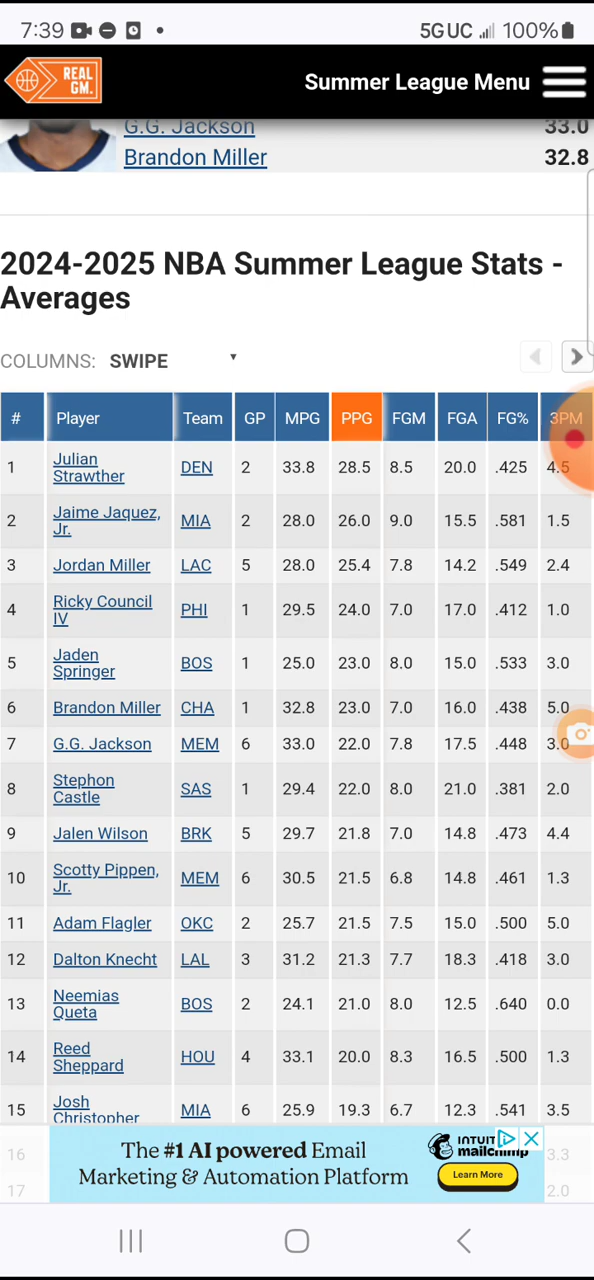 7:39
5G UC 100%
REAL GM.
Summer League Menu
G.G. Jackson 33.0
Brandon Miller 32.8
2024-2025 NBA Summer League Stats -
Averages
COLUMNS: SWIPE
# Player Team GP MPG PPG FGM FGA FG% 3PM
1 Julian Strawther DEN 2 33.8 28.5 8.5 20.0 .425 4.5
2 Jaime Jaquez, Jr. MIA 2 28.0 26.0 9.0 15.5 .581 1.5
3 Jordan Miller LAC 5 28.0 25.4 7.8 14.2 .549 2.4
4 Ricky Council IV PHI 1 29.5 24.0 7.0 17.0 .412 1.0
5 Jaden Springer BOS 1 25.0 23.0 8.0 15.0 .533 3.0
6 Brandon Miller CHA 1 32.8 23.0 7.0 16.0 .438 5.0
7 G.G. Jackson MEM 6 33.0 22.0 7.8 17.5 .448 3.0
8 Stephon Castle SAS 1 29.4 22.0 8.0 21.0 .381 2.0
9 Jalen Wilson BRK 5 29.7 21.8 7.0 14.8 .473 4.4
10 Scotty Pippen, Jr. MEM 6 30.5 21.5 6.8 14.8 .461 1.3
11 Adam Flagler OKC 2 25.7 21.5 7.5 15.0 .500 5.0
12 Dalton Knecht LAL 3 31.2 21.3 7.7 18.3 .418 3.0
13 Neemias Queta BOS 2 24.1 21.0 8.0 12.5 .640 0.0
14 Reed Sheppard HOU 4 33.1 20.0 8.3 16.5 .500 1.3
15 Josh Christopher MIA 6 25.9 19.3 6.7 12.3 .541 3.5
16 3.3
17 2.0
The #1 AI powered Email
Marketing & Automation Platform
INTUIT
mailchimp
Learn More